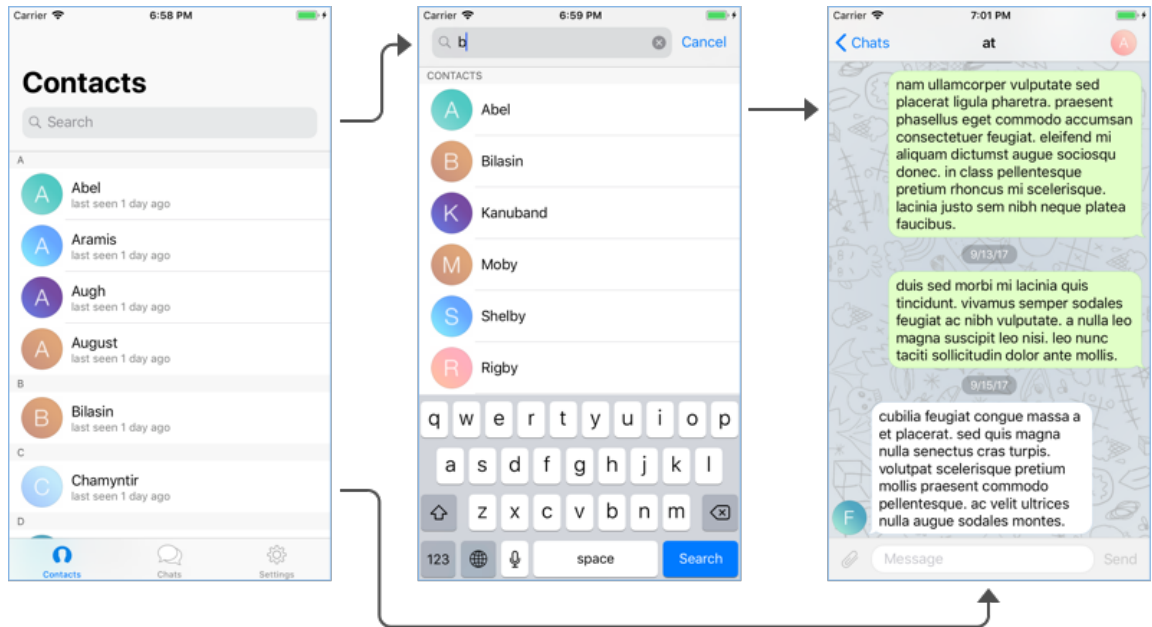 Carrier 6:58 PM
Contacts
Search
A
A Abel
last seen 1 day ago
A Aramis
last seen 1 day ago
A Augh
last seen 1 day ago
A August
last seen 1 day ago
B
B Bilasin
last seen 1 day ago
C
C Chamyntir
last seen 1 day ago
D
Contacts Chats Settings
Carrier 6:59 PM
b Cancel
CONTACTS
A Abel
B Bilasin
K Kanuband
M Moby
S Shelby
R Rigby
q w e r t y u i o p
a s d f g h j k l
z x c v b n m
123 space Search
Carrier 7:01 PM
Chats at A
nam ullamcorper vulputate sed
placerat ligula pharetra. praesent
phasellus eget commodo accumsan
consectetuer feugiat. eleifend mi
aliquam dictumst augue sociosqu
donec. in class pellentesque
pretium rhoncus mi scelerisque.
lacinia justo sem nibh neque platea
faucibus.
9/13/17
duis sed morbi mi lacinia quis
tincidunt. vivamus semper sodales
feugiat ac nibh vulputate. a nulla leo
magna suscipit leo nisi. leo nunc
taciti sollicitudin dolor ante mollis.
9/15/17
cubilia feugiat congue massa a
et placerat. sed quis magna
nulla senectus cras turpis.
volutpat scelerisque pretium
mollis praesent commodo
pellentesque. ac velit ultrices
F nulla augue sodales montes.
Message Send